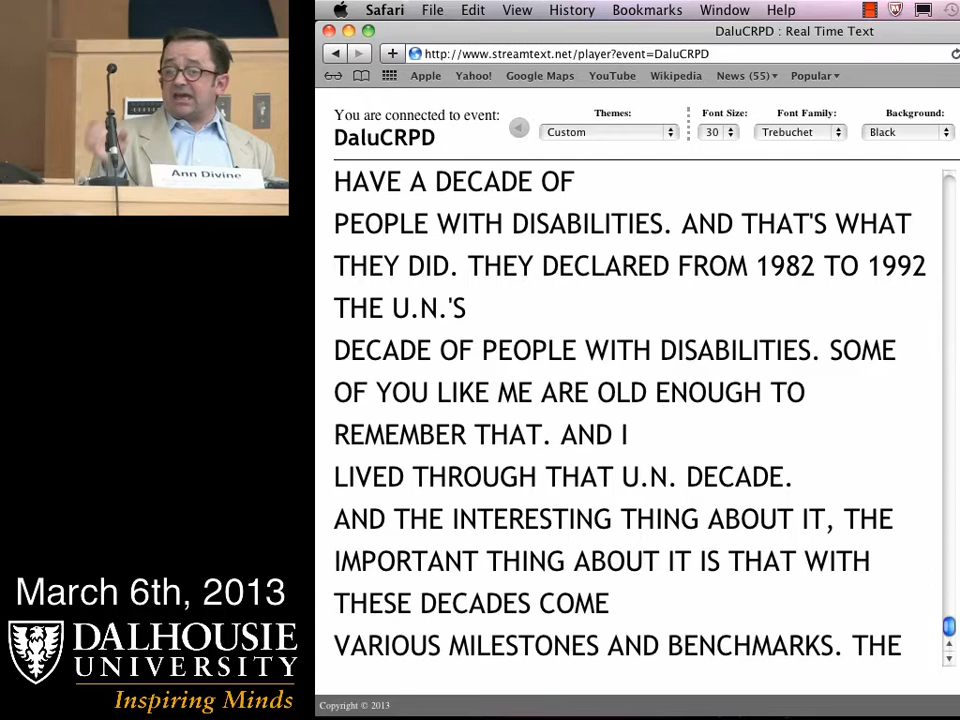 Safari File Edit View History Bookmarks Window Help
DaluCRPD : Real Time Text
http://www.streamtext.net/player?event=DaluCRPD
Apple Yahoo! Google Maps YouTube Wikipedia News (55) Popular
You are connected to event:
DaluCRPD
Themes: Font Size: Font Family: Background:
Custom 30 Trebuchet Black
HAVE A DECADE OF
PEOPLE WITH DISABILITIES. AND THAT'S WHAT
THEY DID. THEY DECLARED FROM 1982 TO 1992
THE U.N.'S
DECADE OF PEOPLE WITH DISABILITIES. SOME
OF YOU LIKE ME ARE OLD ENOUGH TO
REMEMBER THAT. AND I
LIVED THROUGH THAT U.N. DECADE.
AND THE INTERESTING THING ABOUT IT, THE
IMPORTANT THING ABOUT IT IS THAT WITH
THESE DECADES COME
VARIOUS MILESTONES AND BENCHMARKS. THE
Copyright © 2013
Ann Divine
March 6th, 2013
DALHOUSIE
UNIVERSITY
Inspiring Minds